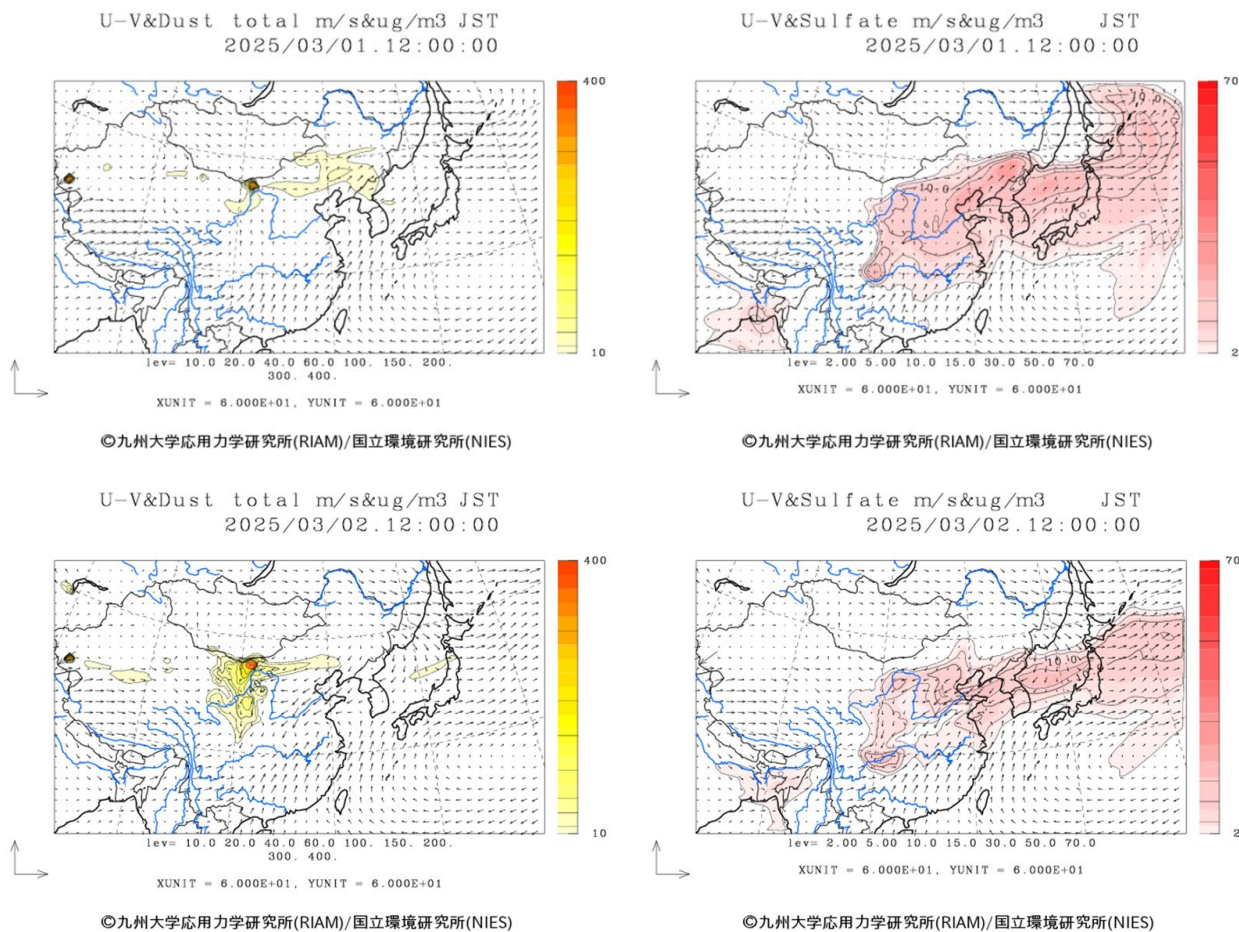 U-V&Dust total m/s&ug/m3 JST
2025/03/01.12:00:00
400
10
lev= 10.0 20.0 40.0 60.0 100.150.200.
300. 400.
XUNIT = 6.000E+01, YUNIT = 6.000E+01
©九州大学応用力学研究所(RIAM)/国立環境研究所(NIES)
U-V&Sulfate m/s&ug/m3 JST
2025/03/01.12:00:00
10.0
10.0
70
2
lev= 2.00 5.00 10.0 15.0 30.0 50.0 70.0
XUNIT = 6.000E+01, YUNIT = 6.000E+01
©九州大学応用力学研究所(RIAM)/国立環境研究所(NIES)
U-V&Dust total m/s&ug/m3 JST
2025/03/02.12:00:00
400
10
lev= 10.0 20.0 40.0 60.0 100.150.200.
300. 400.
XUNIT = 6.000E+01, YUNIT = 6.000E+01
©九州大学応用力学研究所(RIAM)/国立環境研究所(NIES)
U-V&Sulfate m/s&ug/m3 JST
2025/03/02.12:00:00
10.0
70
2
lev= 2.00 5.00 10.0 15.0 30.0 50.0 70.0
XUNIT = 6.000E+01, YUNIT = 6.000E+01
©九州大学応用力学研究所(RIAM)/国立環境研究所(NIES)